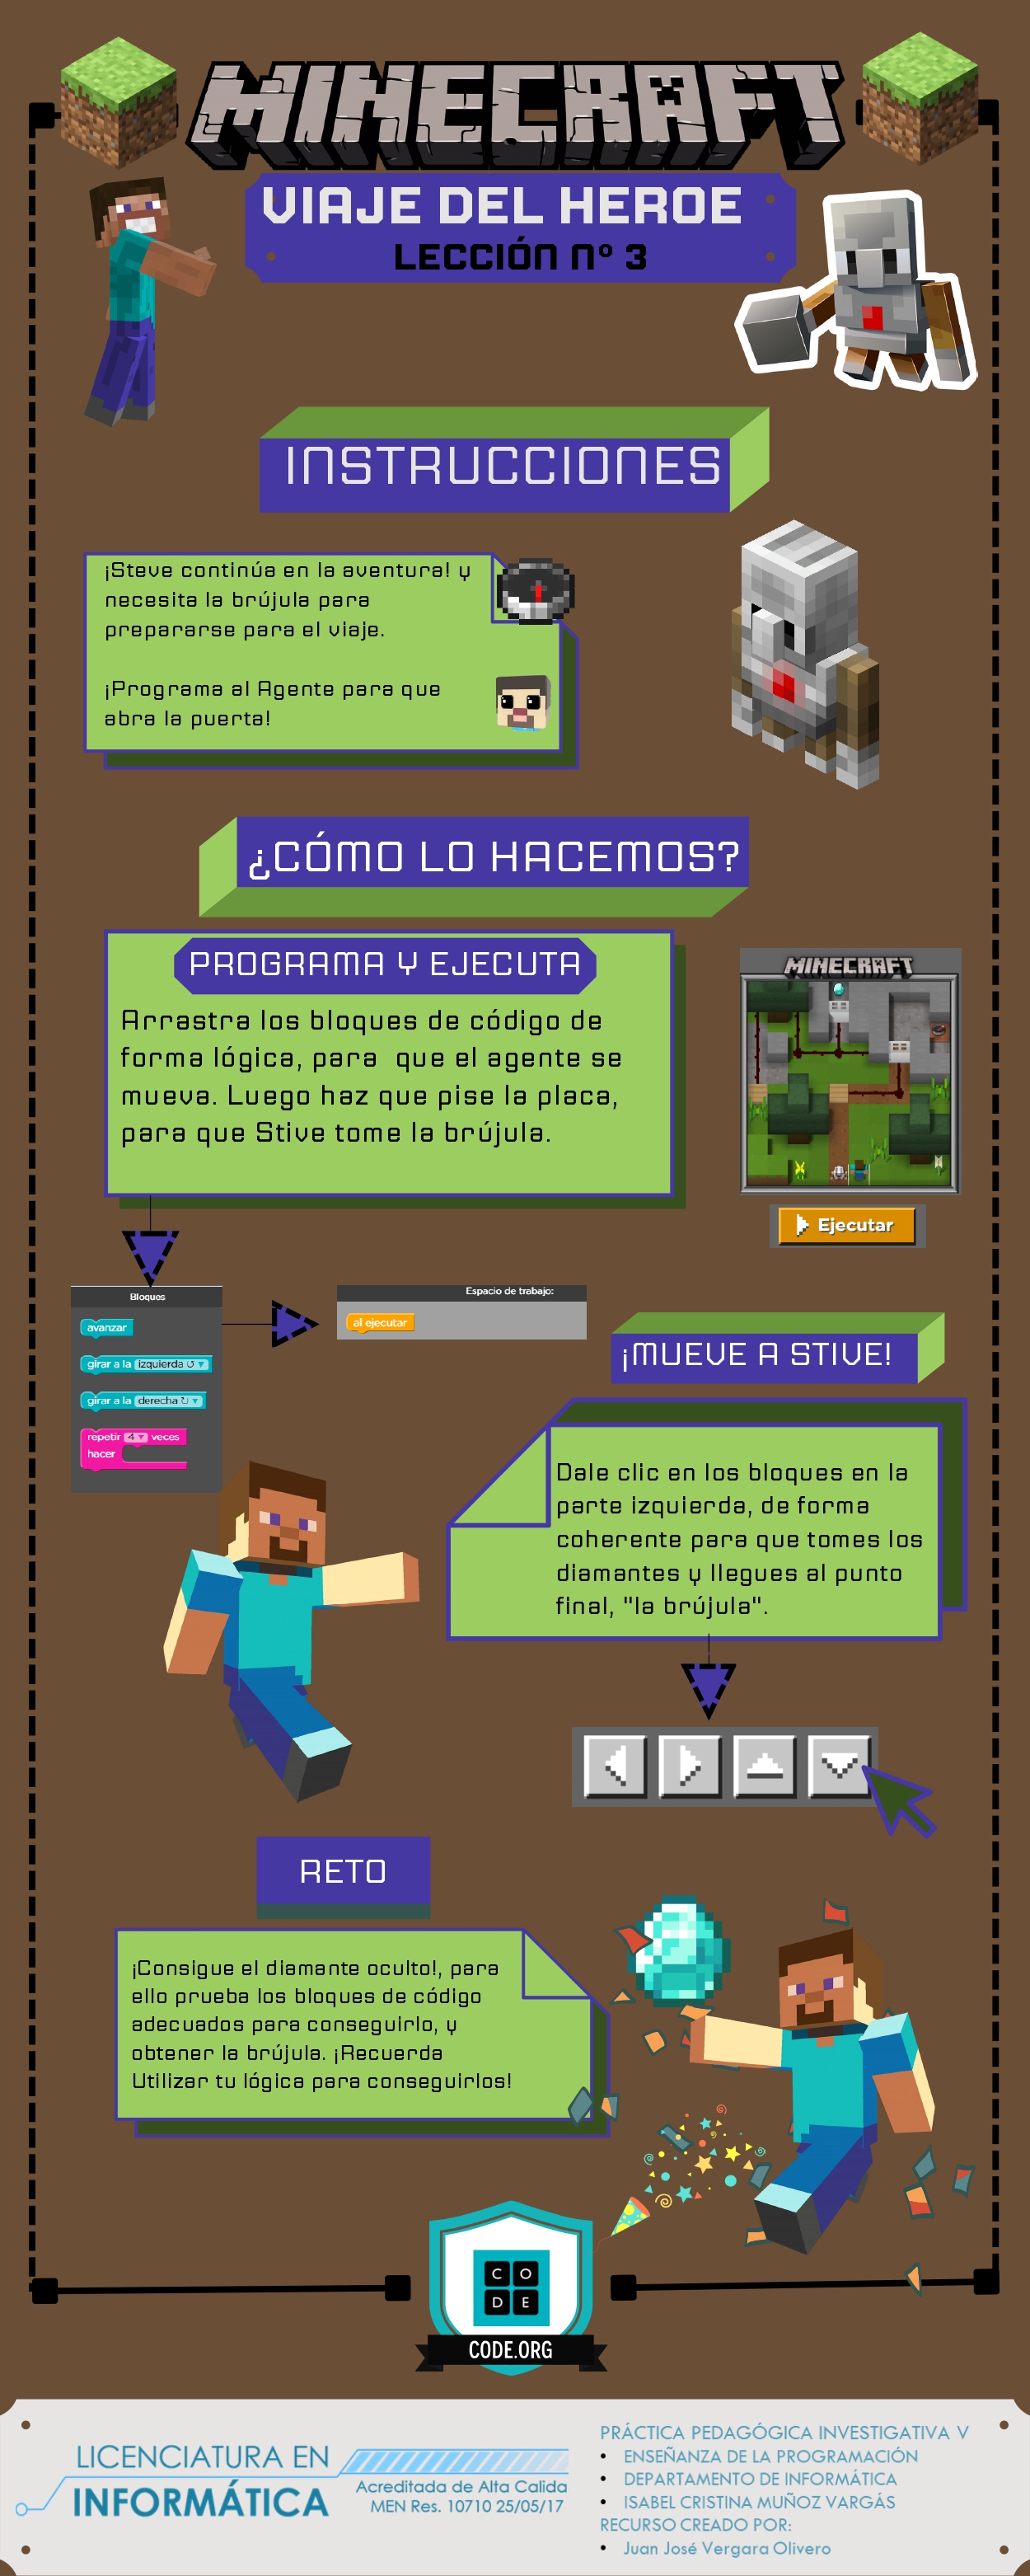 MINECRAFT
VIAJE DEL HEROE
LECCIÓN Nº 3
INSTRUCCIONES
¡Steve continúa en la aventura! y
necesita la brújula para
prepararse para el viaje.
¡Programa al Agente para que
abra la puerta!
¿CÓMO LO HACEMOS?
PROGRAMA Y EJECUTA
Arrastra los bloques de código de
forma lógica, para que el agente se
mueva. Luego haz que pise la placa,
para que Stive tome la brújula.
MINECRAFT
Ejecutar
Bloques
avanzar
girar a la izquierda ↺ ▼
girar a la derecha ↻ ▼
repetir 4 ▼ veces
hacer
Espacio de trabajo:
al ejecutar
¡MUEVE A STIVE!
Dale clic en los bloques en la
parte izquierda, de forma
coherente para que tomes los
diamantes y llegues al punto
final, "la brújula".
RETO
¡Consigue el diamante oculto!, para
ello prueba los bloques de código
adecuados para conseguirlo, y
obtener la brújula. ¡Recuerda
Utilizar tu lógica para conseguirlos!
C O
D E
CODE.ORG
LICENCIATURA EN
INFORMÁTICA
Acreditada de Alta Calida
MEN Res. 10710 25/05/17
PRÁCTICA PEDAGÓGICA INVESTIGATIVA V
• ENSEÑANZA DE LA PROGRAMACIÓN
• DEPARTAMENTO DE INFORMÁTICA
• ISABEL CRISTINA MUÑOZ VARGÁS
RECURSO CREADO POR:
• Juan José Vergara Olivero